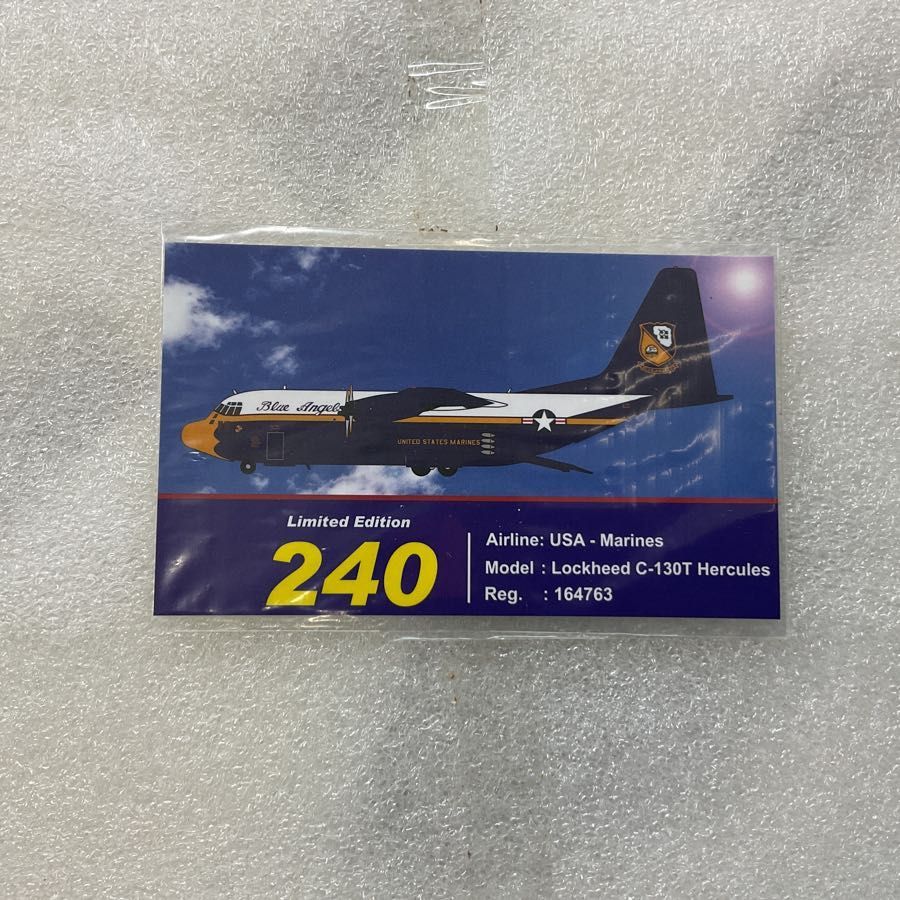 Blue Angels
UNITED STATES MARINES
Limited Edition
240
Airline: USA - Marines
Model : Lockheed C-130T Hercules
Reg. : 164763